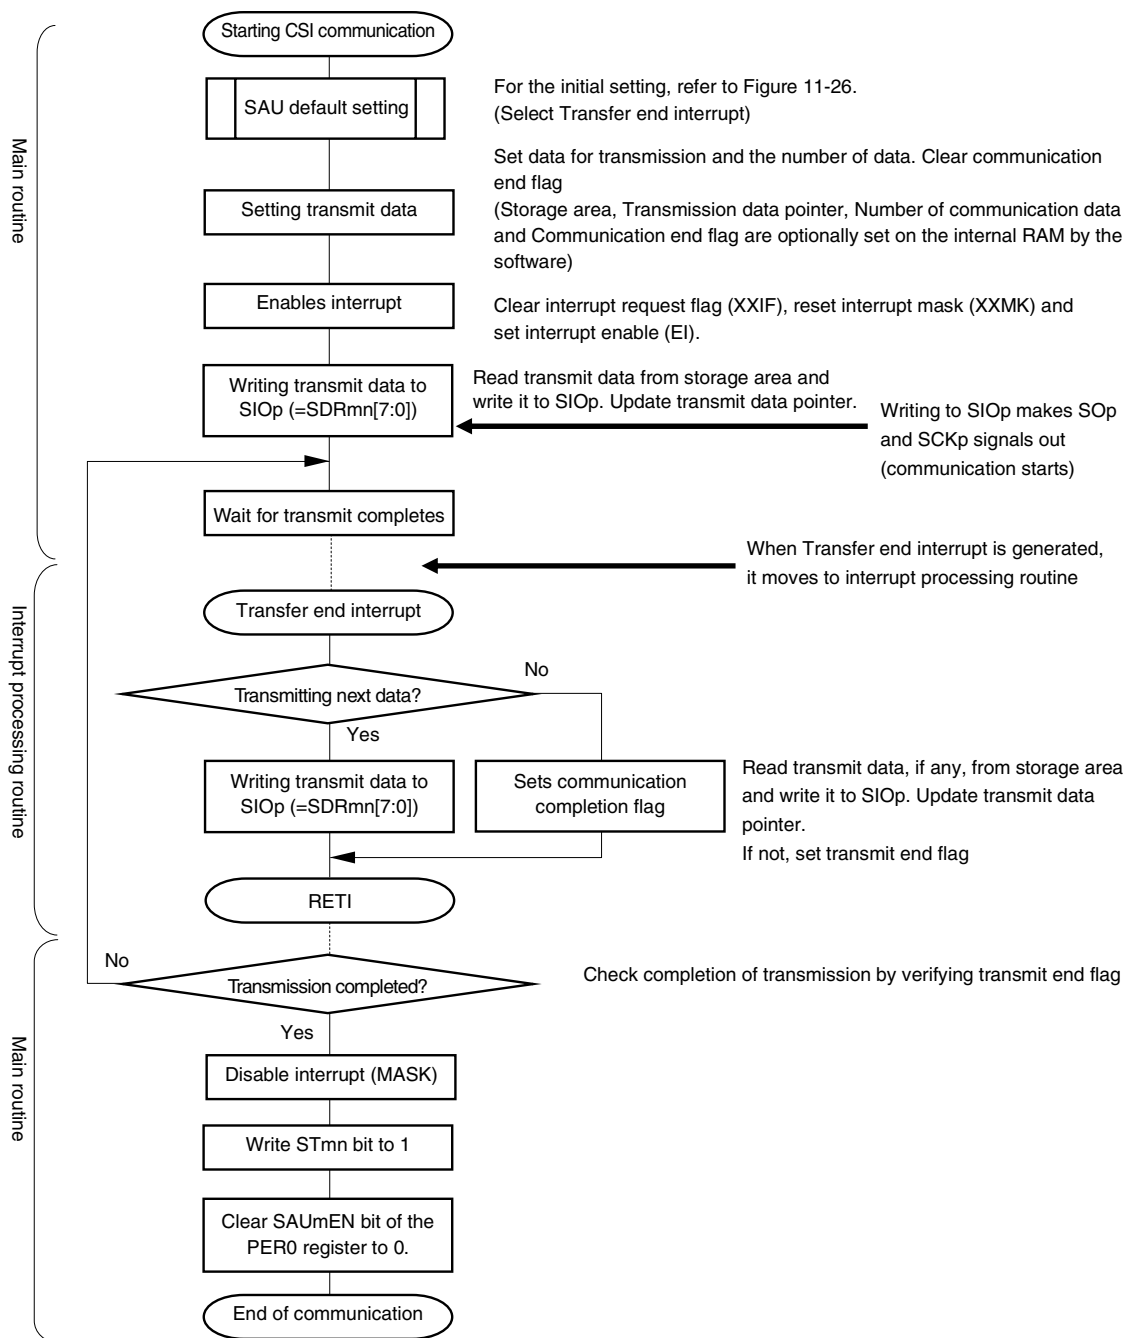 Starting CSI communication
Main routine
SAU default setting
For the initial setting, refer to Figure 11-26.
(Select Transfer end interrupt)
Setting transmit data
Set data for transmission and the number of data. Clear communication
end flag
(Storage area, Transmission data pointer, Number of communication data
and Communication end flag are optionally set on the internal RAM by the
software)
Enables interrupt
Clear interrupt request flag (XXIF), reset interrupt mask (XXMK) and
set interrupt enable (EI).
Writing transmit data to
SIOp (=SDRmn[7:0])
Read transmit data from storage area and
write it to SIOp. Update transmit data pointer.
Writing to SIOp makes SOp
and SCKp signals out
(communication starts)
Wait for transmit completes
When Transfer end interrupt is generated,
it moves to interrupt processing routine
Interrupt processing routine
Transfer end interrupt
Transmitting next data?
No
Yes
Writing transmit data to
SIOp (=SDRmn[7:0])
Sets communication
completion flag
Read transmit data, if any, from storage area
and write it to SIOp. Update transmit data
pointer.
If not, set transmit end flag
RETI
Main routine
No
Transmission completed?
Check completion of transmission by verifying transmit end flag
Yes
Disable interrupt (MASK)
Write STmn bit to 1
Clear SAUmEN bit of the
PER0 register to 0.
End of communication